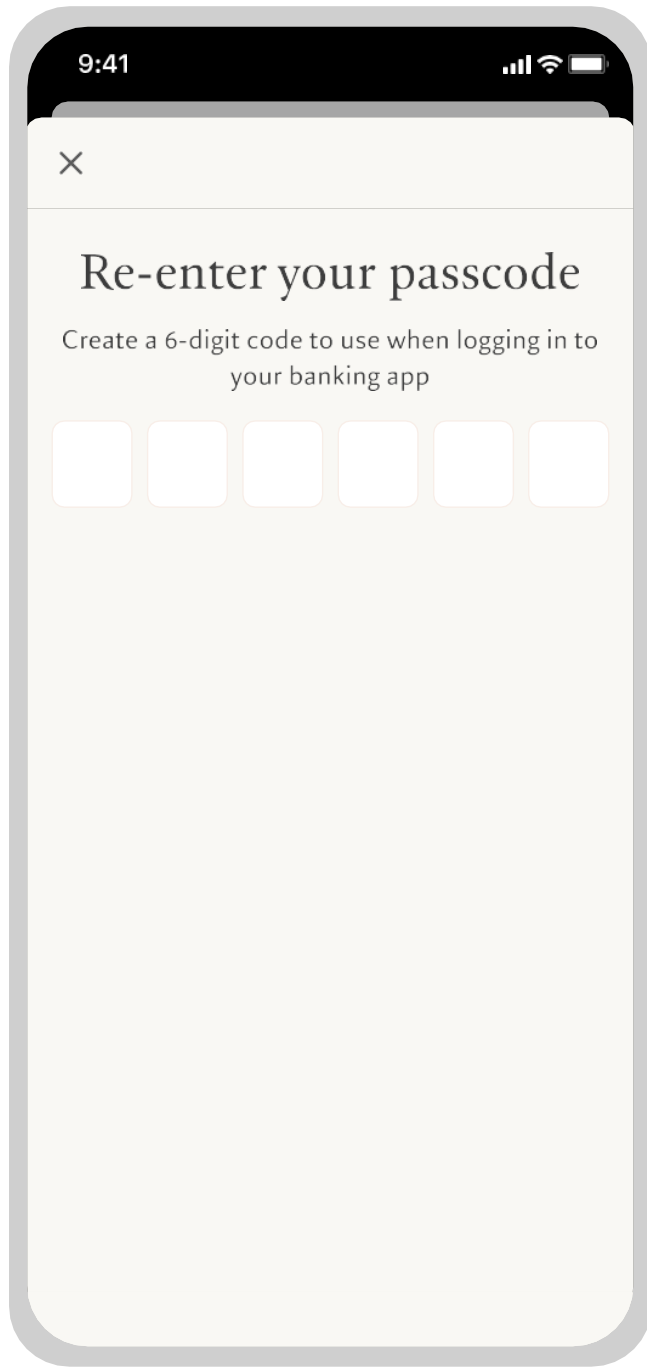 9:41
Re-enter your passcode
Create a 6-digit code to use when logging in to
your banking app